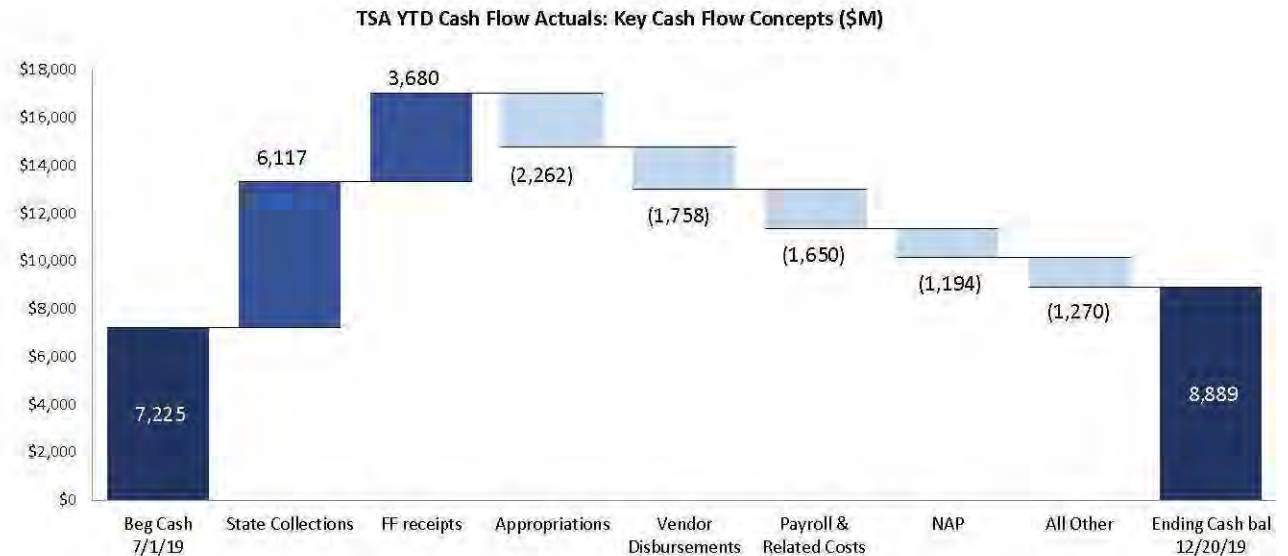 TSA YTD Cash Flow Actuals: Key Cash Flow Concepts ($M)
$18,000
$16,000
$14,000
$12,000
$10,000
$8,000
$6,000
$4,000
$2,000
$0
7,225
6,117
3,680
(2,262)
(1,758)
(1,650)
(1,194)
(1,270)
8,889
Beg Cash
7/1/19
State Collections
FF receipts
Appropriations
Vendor
Disbursements
Payroll &
Related Costs
NAP
All Other
Ending Cash bal
12/20/19